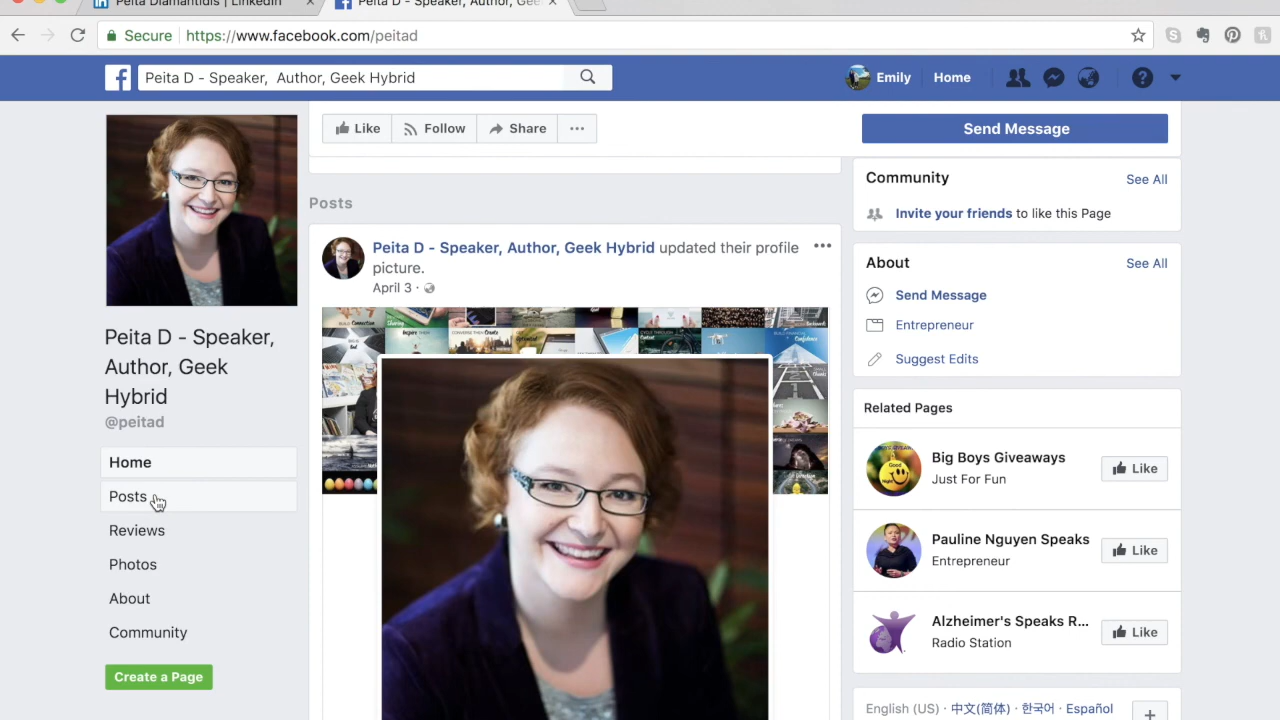 Peita Diamantidis | LinkedIn
Peita D - Speaker, Author, Gee
Secure
https://www.facebook.com/peitad
Peita D - Speaker, Author, Geek Hybrid
Emily
Home
Like
Follow
Share
Send Message
Peita D - Speaker,
Author, Geek
Hybrid
@peitad
Home
Posts
Reviews
Photos
About
Community
Create a Page
Posts
Peita D - Speaker, Author, Geek Hybrid updated their profile
picture.
April 3
Community
See All
Invite your friends to like this Page
About
See All
Send Message
Entrepreneur
Suggest Edits
Related Pages
Big Boys Giveaways
Just For Fun
Like
Pauline Nguyen Speaks
Entrepreneur
Like
Alzheimer's Speaks R...
Radio Station
Like
English (US) · 中文(简体) · 한국어 · Español